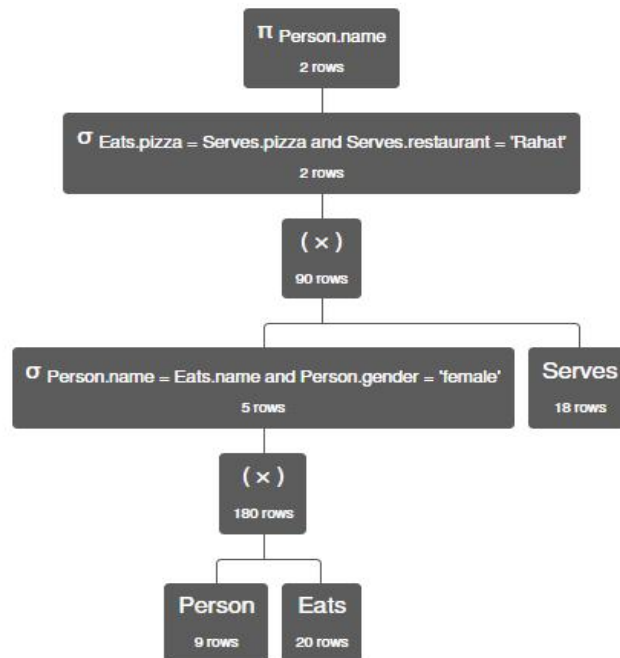 π Person.name
2 rows
σ Eats.pizza = Serves.pizza and Serves.restaurant = 'Rahat'
2 rows
( × )
90 rows
σ Person.name = Eats.name and Person.gender = 'female'
5 rows
Serves
18 rows
( × )
180 rows
Person
9 rows
Eats
20 rows